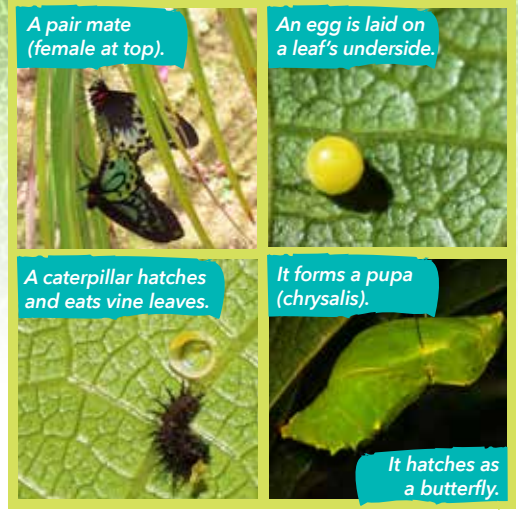 A pair mate
(female at top).
An egg is laid on
a leaf's underside.
A caterpillar hatches
and eats vine leaves.
It forms a pupa
(chrysalis).
It hatches as
a butterfly.